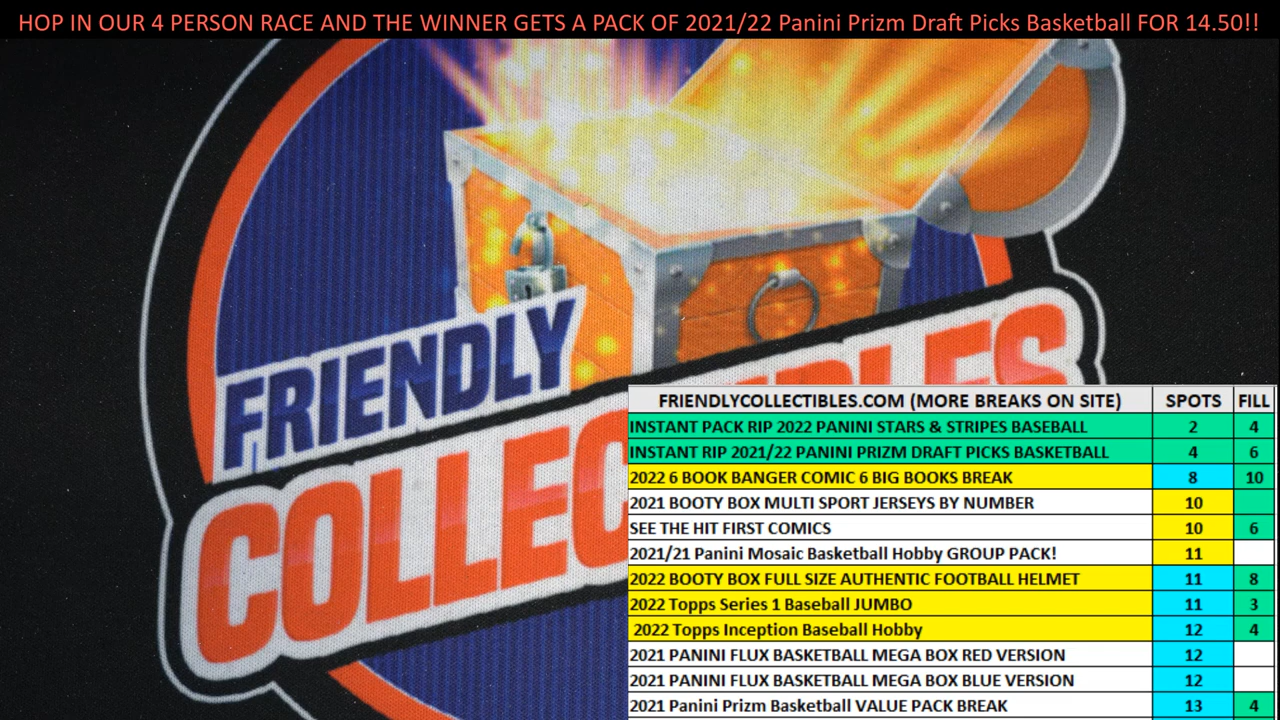 HOP IN OUR 4 PERSON RACE AND THE WINNER GETS A PACK OF 2021/22 Panini Prizm Draft Picks Basketball FOR 14.50!!
FRIENDLY
COLLEC
BLES
FRIENDLYCOLLECTIBLES.COM (MORE BREAKS ON SITE) SPOTS FILL
INSTANT PACK RIP 2022 PANINI STARS & STRIPES BASEBALL 2 4
INSTANT RIP 2021/22 PANINI PRIZM DRAFT PICKS BASKETBALL 4 6
2022 6 BOOK BANGER COMIC 6 BIG BOOKS BREAK 8 10
2021 BOOTY BOX MULTI SPORT JERSEYS BY NUMBER 10
SEE THE HIT FIRST COMICS 10 6
2021/21 Panini Mosaic Basketball Hobby GROUP PACK! 11
2022 BOOTY BOX FULL SIZE AUTHENTIC FOOTBALL HELMET 11 8
2022 Topps Series 1 Baseball JUMBO 11 3
2022 Topps Inception Baseball Hobby 12 4
2021 PANINI FLUX BASKETBALL MEGA BOX RED VERSION 12
2021 PANINI FLUX BASKETBALL MEGA BOX BLUE VERSION 12
2021 Panini Prizm Basketball VALUE PACK BREAK 13 4